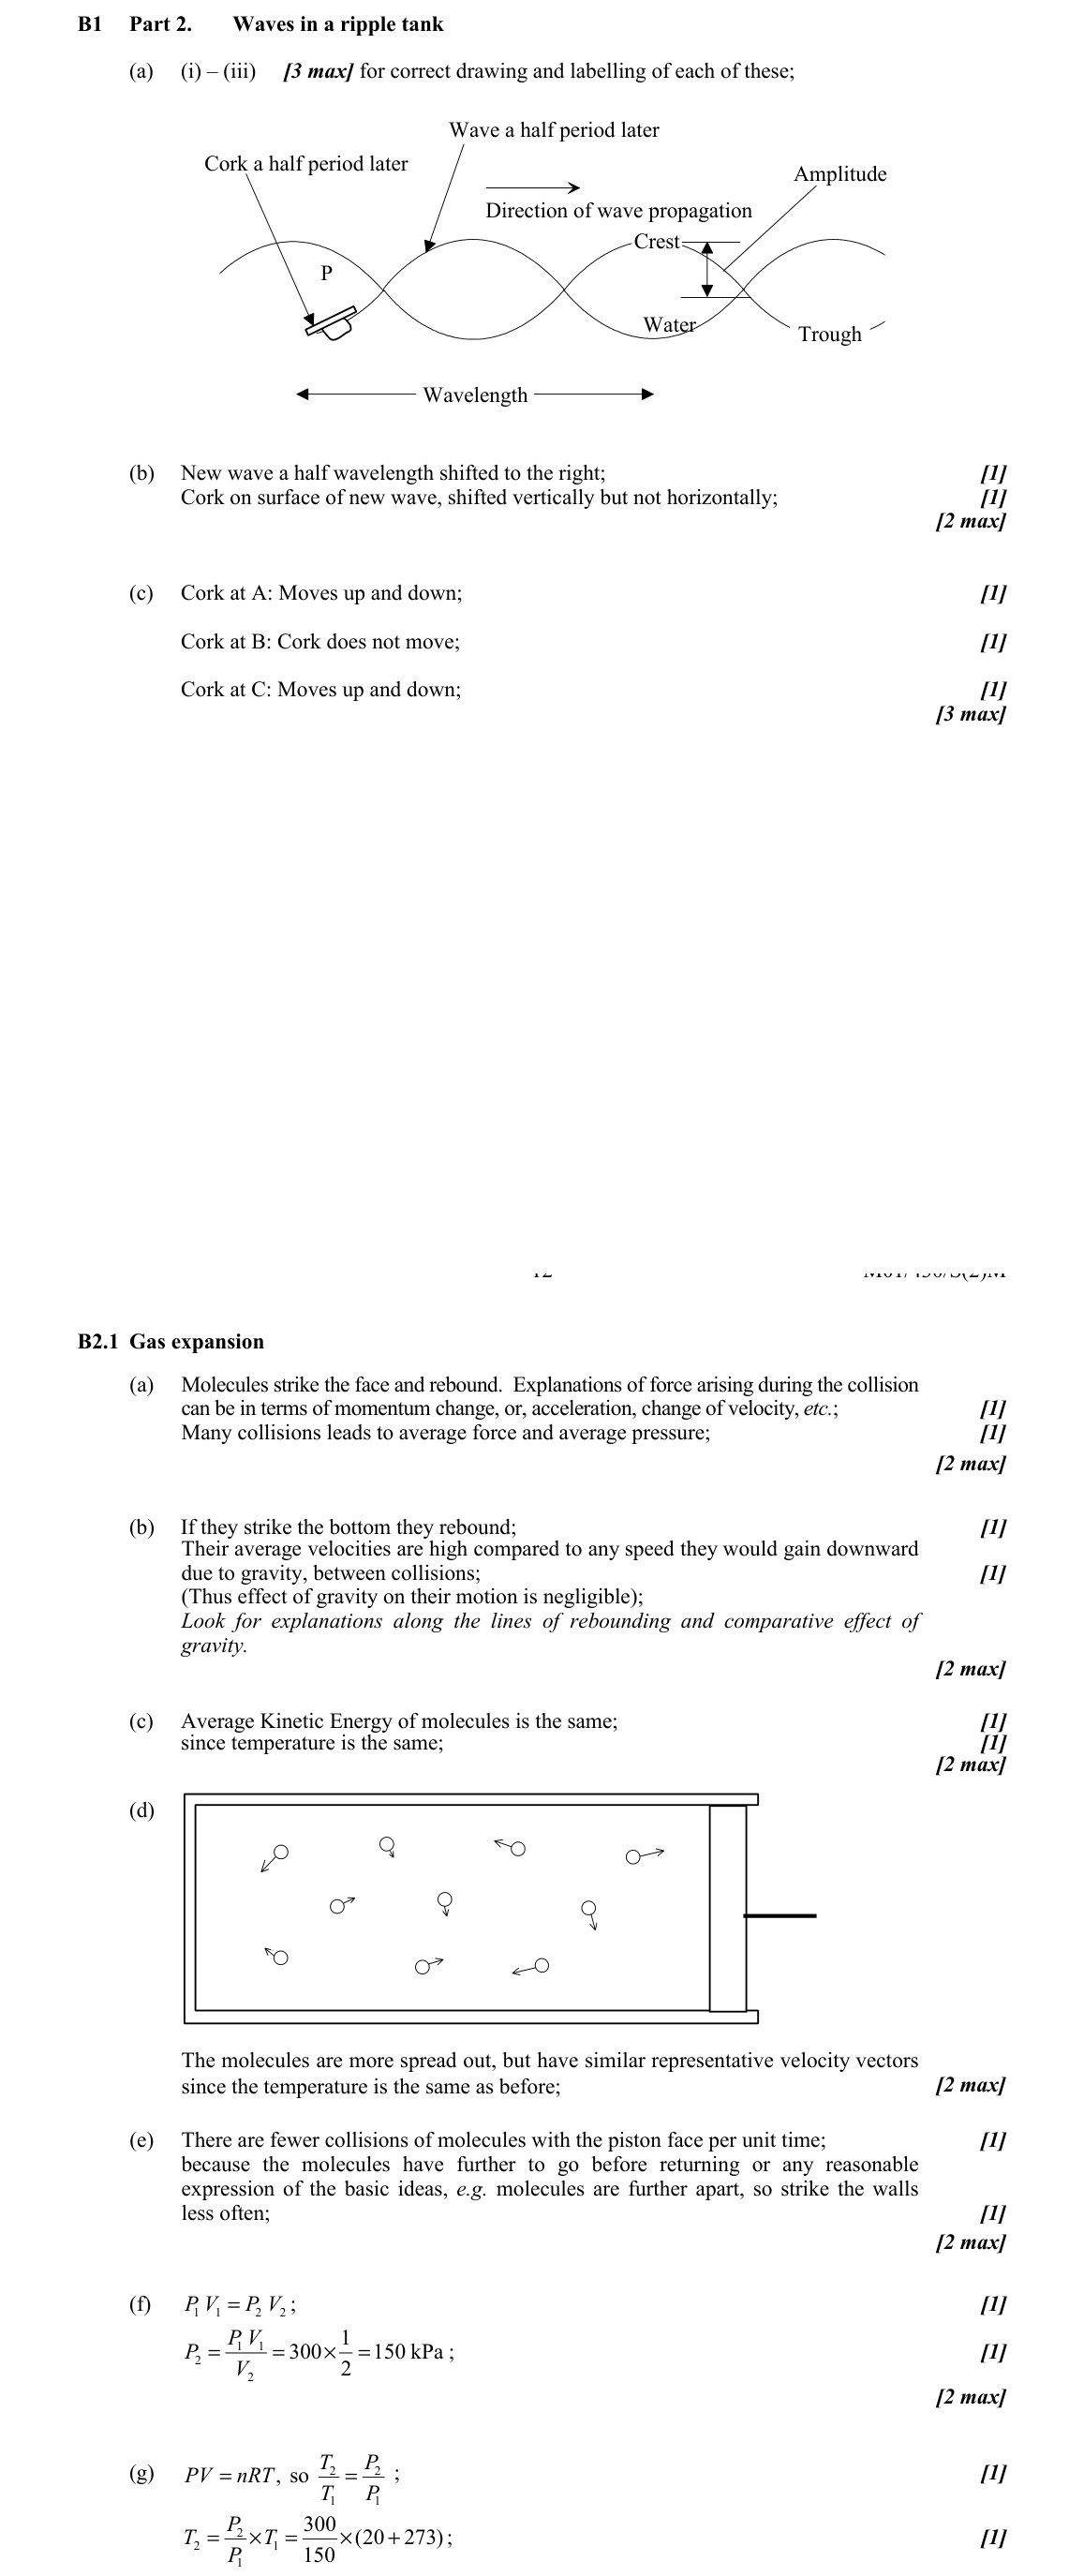 B1 Part 2. Waves in a ripple tank
(a) (i) – (iii) [3 max] for correct drawing and labelling of each of these;
Wave a half period later
Cork a half period later
Amplitude
Direction of wave propagation
Crest
P
Water
Trough
Wavelength
(b) New wave a half wavelength shifted to the right; [1]
Cork on surface of new wave, shifted vertically but not horizontally; [1]
[2 max]
(c) Cork at A: Moves up and down; [1]
Cork at B: Cork does not move; [1]
Cork at C: Moves up and down; [1]
[3 max]
B2.1 Gas expansion
(a) Molecules strike the face and rebound. Explanations of force arising during the collision
can be in terms of momentum change, or, acceleration, change of velocity, etc.; [1]
Many collisions leads to average force and average pressure; [1]
[2 max]
(b) If they strike the bottom they rebound; [1]
Their average velocities are high compared to any speed they would gain downward
due to gravity, between collisions; [1]
(Thus effect of gravity on their motion is negligible);
Look for explanations along the lines of rebounding and comparative effect of
gravity.
[2 max]
(c) Average Kinetic Energy of molecules is the same; [1]
since temperature is the same; [1]
[2 max]
(d)
The molecules are more spread out, but have similar representative velocity vectors
since the temperature is the same as before; [2 max]
(e) There are fewer collisions of molecules with the piston face per unit time; [1]
because the molecules have further to go before returning or any reasonable
expression of the basic ideas, e.g. molecules are further apart, so strike the walls
less often; [1]
[2 max]
(f) P₁ V₁ = P₂ V₂ ; [1]
P₂ = P₁ V₁ / V₂ = 300 × 1/2 = 150 kPa ; [1]
[2 max]
(g) PV = nRT, so T₂/T₁ = P₂/P₁ ; [1]
T₂ = P₂/P₁ × T₁ = 300/150 × (20 + 273) ; [1]